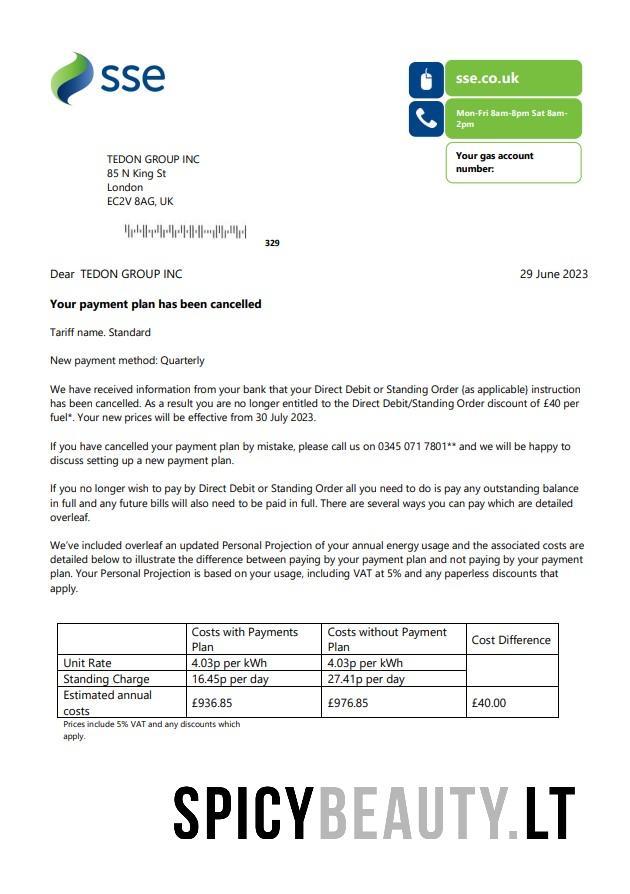 sse
sse.co.uk
Mon-Fri 8am-8pm Sat 8am-
2pm
Your gas account
number:
TEDON GROUP INC
85 N King St
London
EC2V 8AG, UK
329
Dear TEDON GROUP INC
29 June 2023
Your payment plan has been cancelled
Tariff name. Standard
New payment method: Quarterly
We have received information from your bank that your Direct Debit or Standing Order (as applicable) instruction
has been cancelled. As a result you are no longer entitled to the Direct Debit/Standing Order discount of £40 per
fuel*. Your new prices will be effective from 30 July 2023.
If you have cancelled your payment plan by mistake, please call us on 0345 071 7801** and we will be happy to
discuss setting up a new payment plan.
If you no longer wish to pay by Direct Debit or Standing Order all you need to do is pay any outstanding balance
in full and any future bills will also need to be paid in full. There are several ways you can pay which are detailed
overleaf.
We've included overleaf an updated Personal Projection of your annual energy usage and the associated costs are
detailed below to illustrate the difference between paying by your payment plan and not paying by your payment
plan. Your Personal Projection is based on your usage, including VAT at 5% and any paperless discounts that
apply.
Costs with Payments
Plan
Costs without Payment
Plan
Cost Difference
Unit Rate
4.03p per kWh
4.03p per kWh
Standing Charge
16.45p per day
27.41p per day
Estimated annual
costs
£936.85
£976.85
£40.00
Prices include 5% VAT and any discounts which
apply.
SPICYBEAUTY.LT